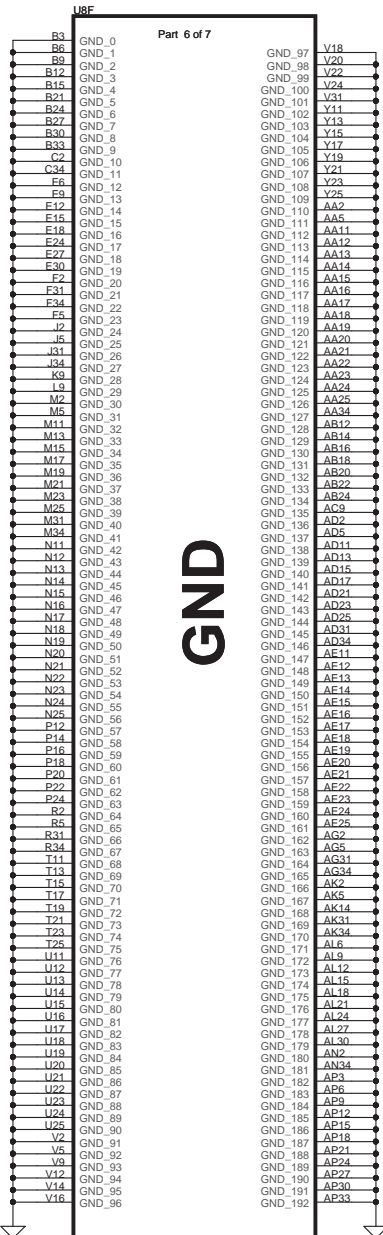 U8F
Part 6 of 7
B3 GND_0
B6 GND_1
B9 GND_2
B12 GND_3
B15 GND_4
B21 GND_5
B24 GND_6
B27 GND_7
B30 GND_8
B33 GND_9
C2 GND_10
C34 GND_11
E6 GND_12
E9 GND_13
E12 GND_14
E15 GND_15
E18 GND_16
E24 GND_17
E27 GND_18
E30 GND_19
F2 GND_20
F31 GND_21
F34 GND_22
F5 GND_23
J2 GND_24
J5 GND_25
J31 GND_26
J34 GND_27
K9 GND_28
L9 GND_29
M2 GND_30
M5 GND_31
M11 GND_32
M13 GND_33
M15 GND_34
M17 GND_35
M19 GND_36
M21 GND_37
M23 GND_38
M25 GND_39
M31 GND_40
M34 GND_41
N11 GND_42
N12 GND_43
N13 GND_44
N14 GND_45
N15 GND_46
N16 GND_47
N17 GND_48
N18 GND_49
N19 GND_50
N20 GND_51
N21 GND_52
N22 GND_53
N23 GND_54
N24 GND_55
N25 GND_56
P12 GND_57
P14 GND_58
P16 GND_59
P18 GND_60
P20 GND_61
P22 GND_62
P24 GND_63
R2 GND_64
R5 GND_65
R31 GND_66
R34 GND_67
T11 GND_68
T13 GND_69
T15 GND_70
T17 GND_71
T19 GND_72
T21 GND_73
T23 GND_74
T25 GND_75
U11 GND_76
U12 GND_77
U13 GND_78
U14 GND_79
U15 GND_80
U16 GND_81
U17 GND_82
U18 GND_83
U19 GND_84
U20 GND_85
U21 GND_86
U22 GND_87
U23 GND_88
U24 GND_89
U25 GND_90
V2 GND_91
V5 GND_92
V9 GND_93
V12 GND_94
V14 GND_95
V16 GND_96
GND
GND_97 V18
GND_98 V20
GND_99 V22
GND_100 V24
GND_101 V31
GND_102 Y11
GND_103 Y13
GND_104 Y15
GND_105 Y17
GND_106 Y19
GND_107 Y21
GND_108 Y23
GND_109 Y25
GND_110 AA2
GND_111 AA5
GND_112 AA11
GND_113 AA12
GND_114 AA13
GND_115 AA14
GND_116 AA15
GND_117 AA16
GND_118 AA17
GND_119 AA18
GND_120 AA19
GND_121 AA20
GND_122 AA21
GND_123 AA22
GND_124 AA23
GND_125 AA24
GND_126 AA25
GND_127 AA34
GND_128 AB12
GND_129 AB14
GND_130 AB16
GND_131 AB18
GND_132 AB20
GND_133 AB22
GND_134 AB24
GND_135 AC9
GND_136 AD2
GND_137 AD5
GND_138 AD11
GND_139 AD13
GND_140 AD15
GND_141 AD17
GND_142 AD21
GND_143 AD23
GND_144 AD25
GND_145 AD31
GND_146 AD34
GND_147 AE11
GND_148 AE12
GND_149 AE13
GND_150 AE14
GND_151 AE15
GND_152 AE16
GND_153 AE17
GND_154 AE18
GND_155 AE19
GND_156 AE20
GND_157 AE21
GND_158 AE22
GND_159 AE23
GND_160 AE24
GND_161 AE25
GND_162 AG2
GND_163 AG5
GND_164 AG31
GND_165 AG34
GND_166 AK2
GND_167 AK5
GND_168 AK14
GND_169 AK31
GND_170 AK34
GND_171 AL6
GND_172 AL9
GND_173 AL12
GND_174 AL15
GND_175 AL18
GND_176 AL21
GND_177 AL24
GND_178 AL27
GND_179 AL30
GND_180 AN2
GND_181 AN34
GND_182 AP3
GND_183 AP6
GND_184 AP9
GND_185 AP12
GND_186 AP15
GND_187 AP18
GND_188 AP21
GND_189 AP24
GND_190 AP27
GND_191 AP30
GND_192 AP33